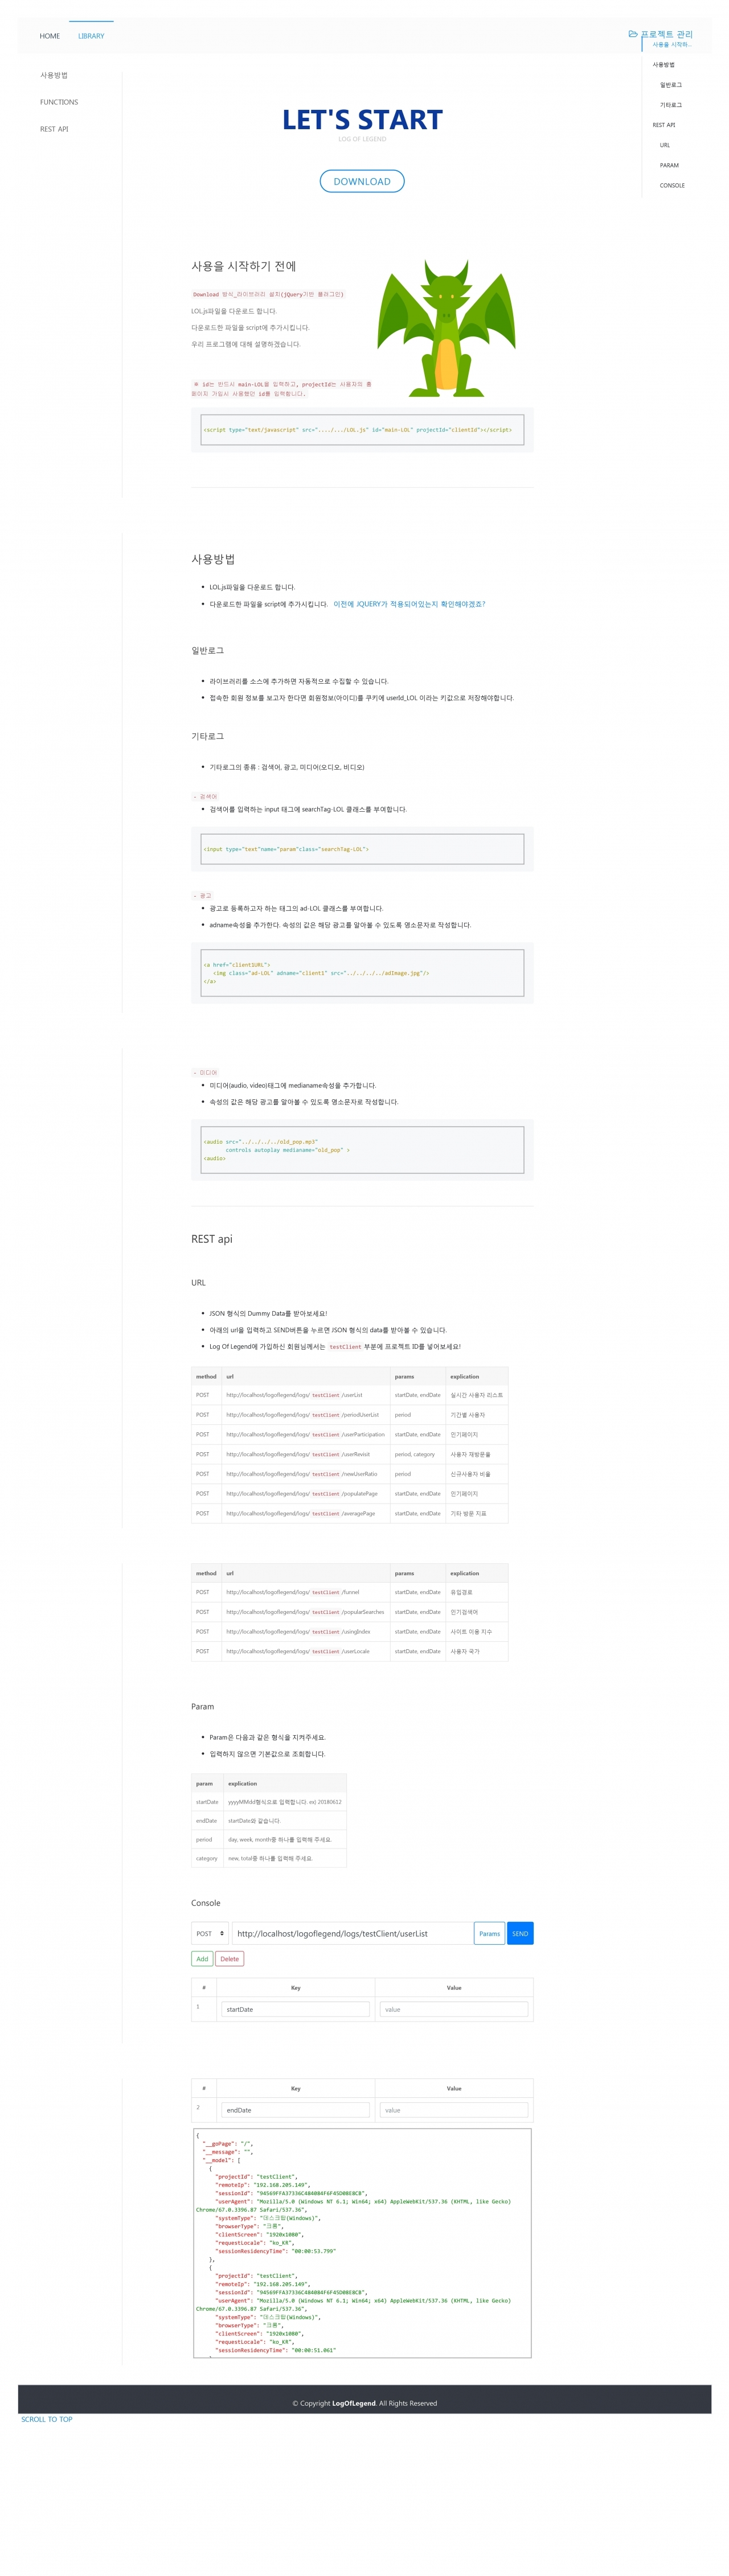 HOME
LIBRARY
프로젝트 관리
사용방법
FUNCTIONS
REST API
사용을 시작하...
사용방법
일반로그
기타로그
REST API
URL
PARAM
CONSOLE
LET'S START
LOG OF LEGEND
DOWNLOAD
사용을 시작하기 전에
Download 방식_라이브러리 설치(jQuery기반 플러그인)
LOL.js파일을 다운로드 합니다.
다운로드한 파일을 script에 추가시킵니다.
우리 프로그램에 대해 설명하겠습니다.
※ id는 반드시 main-LOL을 입력하고, projectId는 사용자의 홈
페이지 가입시 사용했던 id를 입력합니다.
<script type="text/javascript" src="..../.../LOL.js" id="main-LOL" projectId="clientId"></script>
사용방법
• LOL.js파일을 다운로드 합니다.
• 다운로드한 파일을 script에 추가시킵니다. 이전에 JQUERY가 적용되어있는지 확인해야겠죠?
일반로그
• 라이브러리를 소스에 추가하면 자동적으로 수집할 수 있습니다.
• 접속한 회원 정보를 보고자 한다면 회원정보(아이디)를 쿠키에 userId_LOL 이라는 키값으로 저장해야합니다.
기타로그
• 기타로그의 종류 : 검색어, 광고, 미디어(오디오, 비디오)
- 검색어
• 검색어를 입력하는 input 태그에 searchTag-LOL 클래스를 부여합니다.
<input type="text"name="param"class="searchTag-LOL">
- 광고
• 광고로 등록하고자 하는 태그의 ad-LOL 클래스를 부여합니다.
• adname속성을 추가한다. 속성의 값은 해당 광고를 알아볼 수 있도록 영소문자로 작성합니다.
<a href="client1URL">
<img class="ad-LOL" adname="client1" src="../../../../adImage.jpg"/>
</a>
- 미디어
• 미디어(audio, video)태그에 medianame속성을 추가합니다.
• 속성의 값은 해당 광고를 알아볼 수 있도록 영소문자로 작성합니다.
<audio src="../../../../old_pop.mp3"
controls autoplay medianame="old_pop" >
<audio>
REST api
URL
• JSON 형식의 Dummy Data를 받아보세요!
• 아래의 url을 입력하고 SEND버튼을 누르면 JSON 형식의 data를 받아볼 수 있습니다.
• Log Of Legend에 가입하신 회원님께서는 testClient 부분에 프로젝트 ID를 넣어보세요!
method url params explication
POST http://localhost/logoflegend/logs/ testClient /userList startDate, endDate 실시간 사용자 리스트
POST http://localhost/logoflegend/logs/ testClient /periodUserList period 기간별 사용자
POST http://localhost/logoflegend/logs/ testClient /userParticipation startDate, endDate 인기페이지
POST http://localhost/logoflegend/logs/ testClient /userRevisit period, category 사용자 재방문율
POST http://localhost/logoflegend/logs/ testClient /newUserRatio period 신규사용자 비율
POST http://localhost/logoflegend/logs/ testClient /populatePage startDate, endDate 인기페이지
POST http://localhost/logoflegend/logs/ testClient /averagePage startDate, endDate 기타 방문 지표
method url params explication
POST http://localhost/logoflegend/logs/ testClient /funnel startDate, endDate 유입경로
POST http://localhost/logoflegend/logs/ testClient /popularSearches startDate, endDate 인기검색어
POST http://localhost/logoflegend/logs/ testClient /usingIndex startDate, endDate 사이트 이용 지수
POST http://localhost/logoflegend/logs/ testClient /userLocale startDate, endDate 사용자 국가
Param
• Param은 다음과 같은 형식을 지켜주세요.
• 입력하지 않으면 기본값으로 조회합니다.
param explication
startDate yyyyMMdd형식으로 입력합니다. ex) 20180612
endDate startDate와 같습니다.
period day, week, month중 하나를 입력해 주세요.
category new, total중 하나를 입력해 주세요.
Console
POST http://localhost/logoflegend/logs/testClient/userList Params SEND
Add Delete
# Key Value
1 startDate value
# Key Value
2 endDate value
{
"__goPage": "/",
"__message": "",
"__model": [
{
"projectId": "testClient",
"remoteIp": "192.168.205.149",
"sessionId": "94569FFA37336C484084F6F45D0BE8CB",
"userAgent": "Mozilla/5.0 (Windows NT 6.1; Win64; x64) AppleWebKit/537.36 (KHTML, like Gecko)
Chrome/67.0.3396.87 Safari/537.36",
"systemType": "데스크탑(Windows)",
"browserType": "크롬",
"clientScreen": "1920x1080",
"requestLocale": "ko_KR",
"sessionResidencyTime": "00:00:53.799"
},
{
"projectId": "testClient",
"remoteIp": "192.168.205.149",
"sessionId": "94569FFA37336C484084F6F45D0BE8CB",
"userAgent": "Mozilla/5.0 (Windows NT 6.1; Win64; x64) AppleWebKit/537.36 (KHTML, like Gecko)
Chrome/67.0.3396.87 Safari/537.36",
"systemType": "데스크탑(Windows)",
"browserType": "크롬",
"clientScreen": "1920x1080",
"requestLocale": "ko_KR",
"sessionResidencyTime": "00:00:51.061"
© Copyright LogOfLegend. All Rights Reserved
SCROLL TO TOP